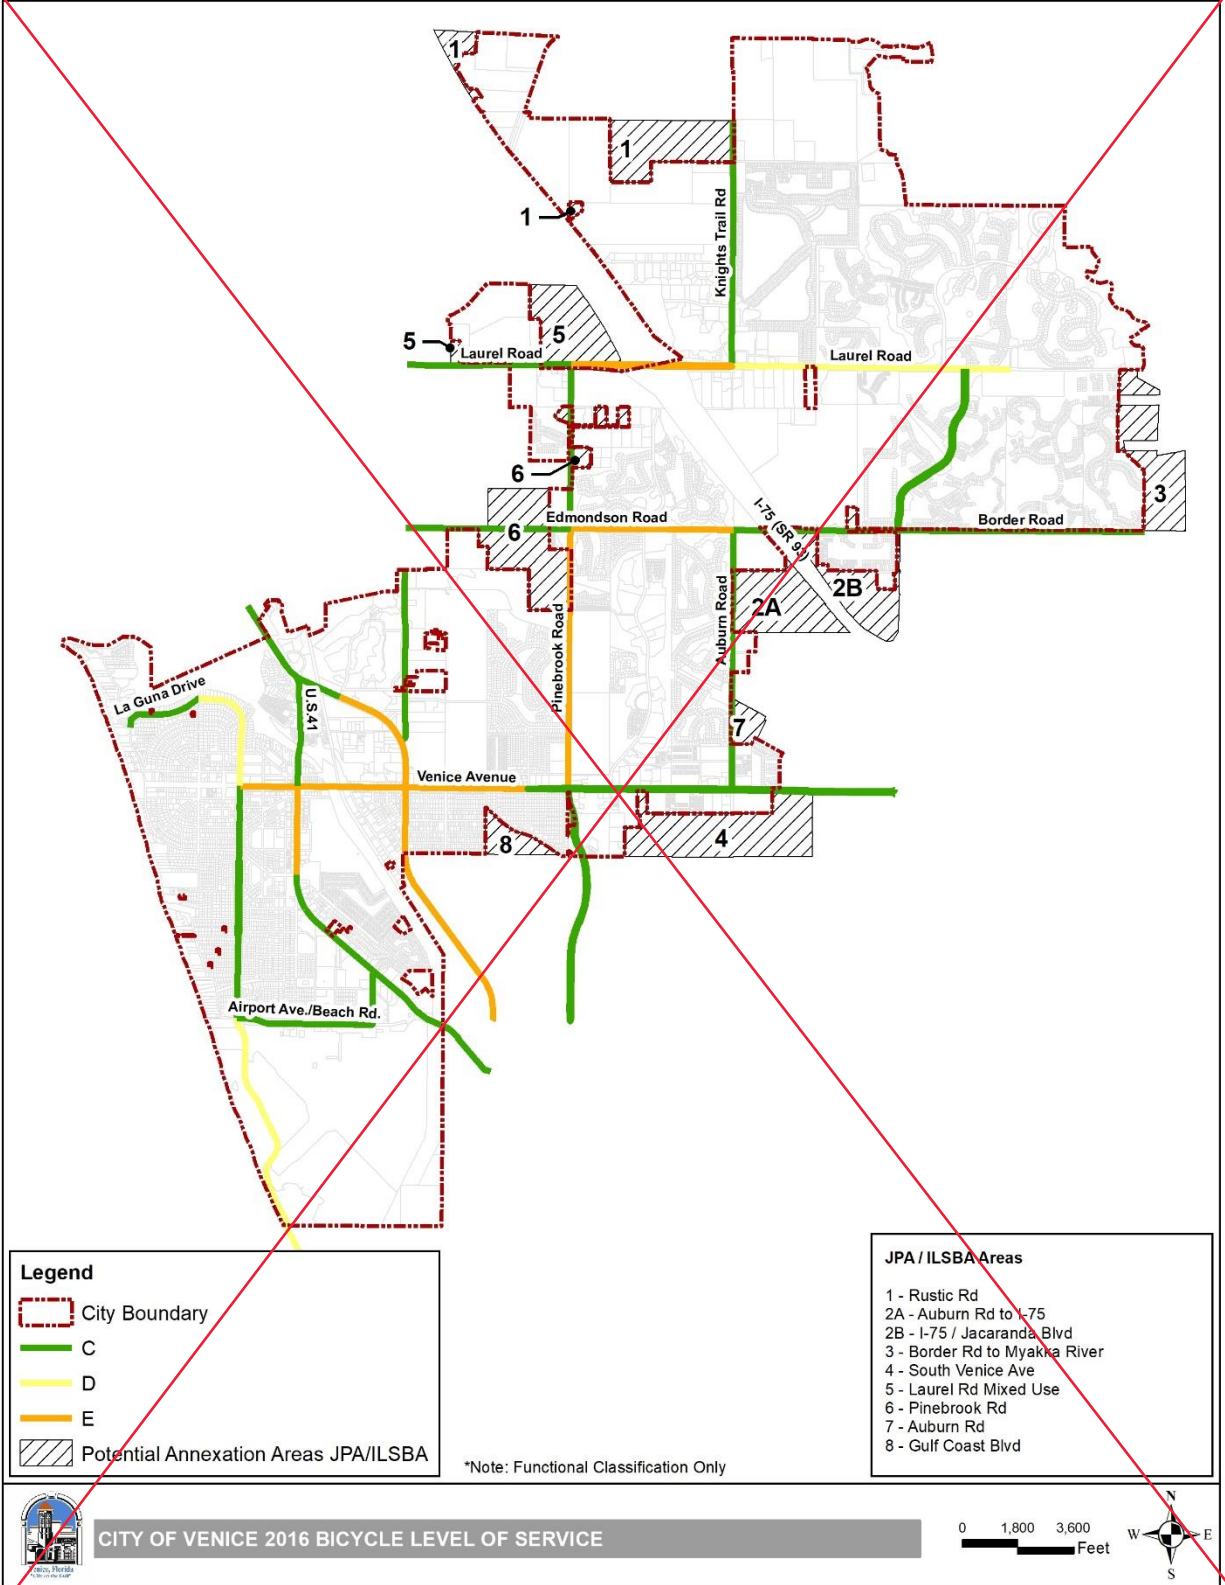 1
1
1
Knights Trail Rd
5
5
Laurel Road
Laurel Road
6
6
Edmondson Road
I-75 (SR 93)
Border Road
3
2A
2B
Auburn Road
Pinebrook Road
La Guna Drive
U.S.41
7
Venice Avenue
8
4
Airport Ave./Beach Rd.
Legend
City Boundary
C
D
E
Potential Annexation Areas JPA/ILSBA
*Note: Functional Classification Only
JPA / ILSBA Areas
1 - Rustic Rd
2A - Auburn Rd to I-75
2B - I-75 / Jacaranda Blvd
3 - Border Rd to Myakka River
4 - South Venice Ave
5 - Laurel Rd Mixed Use
6 - Pinebrook Rd
7 - Auburn Rd
8 - Gulf Coast Blvd
Venice, Florida
CITY OF VENICE 2016 BICYCLE LEVEL OF SERVICE
0 1,800 3,600
Feet
N
W E
S